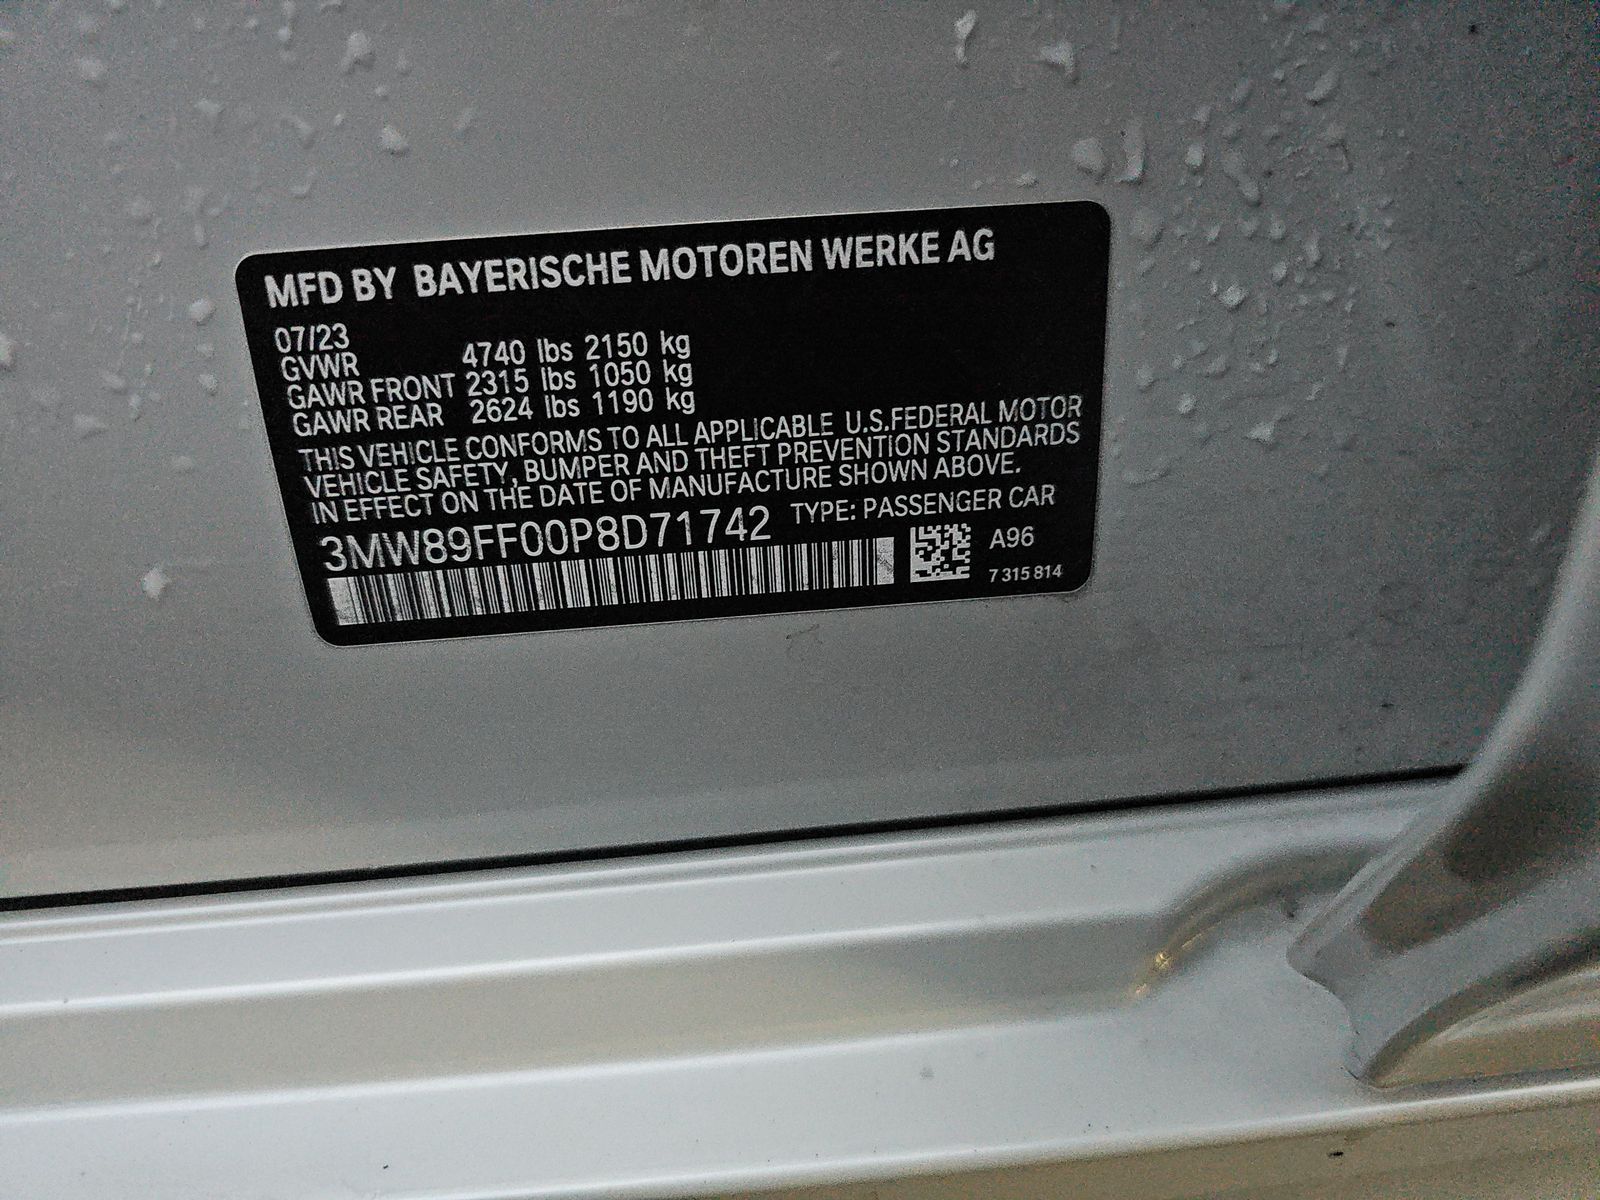 MFD BY BAYERISCHE MOTOREN WERKE AG
07/23
GVWR 4740 lbs 2150 kg
GAWR FRONT 2315 lbs 1050 kg
GAWR REAR 2624 lbs 1190 kg
THIS VEHICLE CONFORMS TO ALL APPLICABLE U.S.FEDERAL MOTOR
VEHICLE SAFETY, BUMPER AND THEFT PREVENTION STANDARDS
IN EFFECT ON THE DATE OF MANUFACTURE SHOWN ABOVE.
3MW89FF00P8D71742 TYPE: PASSENGER CAR
A96
7 315 814